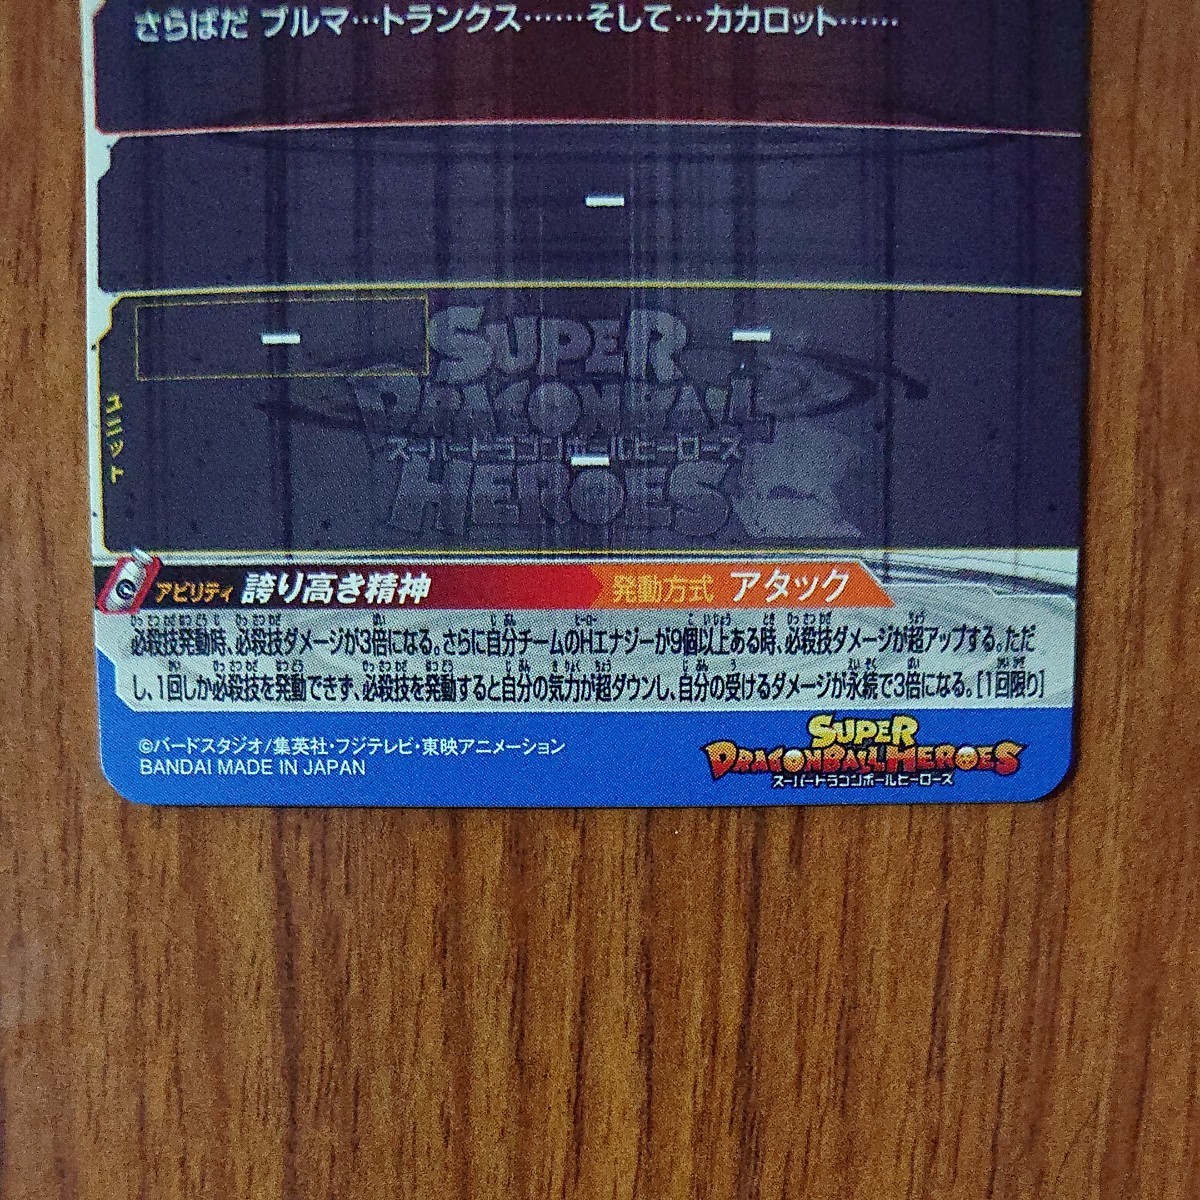 さらばだ ブルマ…トランクス……そして…カカロット……
ー
ー
ー
SUPER
DRAGONBALL
スーパードラゴンボールヒーローズ
HEROES
ー
ユニット
アビリティ 誇り高き精神 発動方式 アタック
必殺技発動時、必殺技ダメージが3倍になる。さらに自分チームのHエナジーが9個以上ある時、必殺技ダメージが超アップする。ただ
し、1回しか必殺技を発動できず、必殺技を発動すると自分の気力が超ダウンし、自分の受けるダメージが永続で3倍になる。[1回限り]
©バードスタジオ/集英社・フジテレビ・東映アニメーション
BANDAI MADE IN JAPAN
SUPER
DRAGONBALL HEROES
スーパードラゴンボールヒーローズ